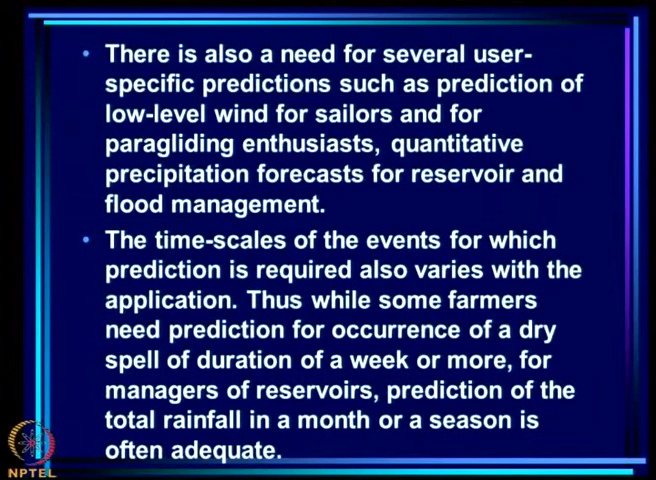 • There is also a need for several user-
specific predictions such as prediction of
low-level wind for sailors and for
paragliding enthusiasts, quantitative
precipitation forecasts for reservoir and
flood management.
• The time-scales of the events for which
prediction is required also varies with the
application. Thus while some farmers
need prediction for occurrence of a dry
spell of duration of a week or more, for
managers of reservoirs, prediction of the
total rainfall in a month or a season is
often adequate.
NPTEL